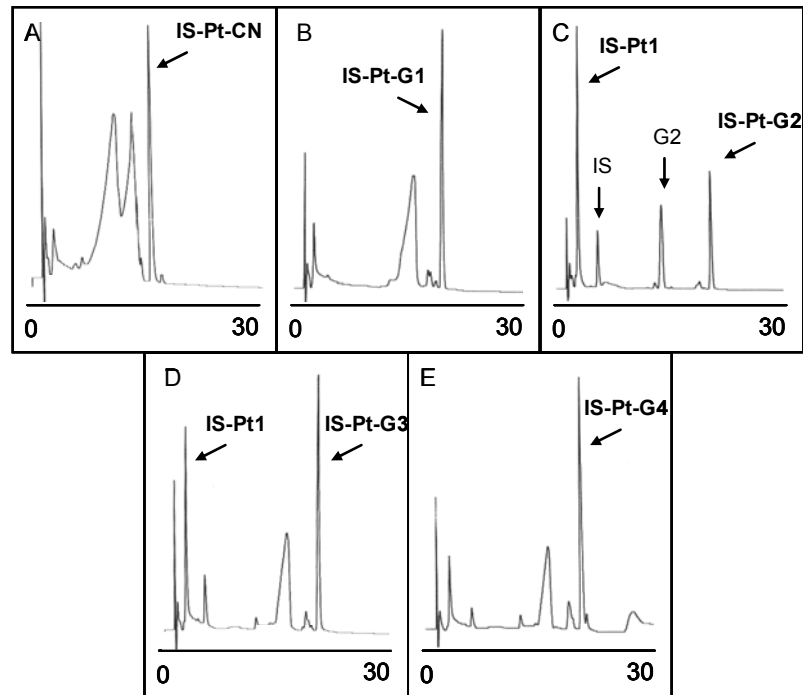 A
IS-Pt-CN
0
30
B
IS-Pt-G1
0
30
C
IS-Pt1
IS
G2
IS-Pt-G2
0
30
D
IS-Pt1
IS-Pt-G3
0
30
E
IS-Pt-G4
0
30